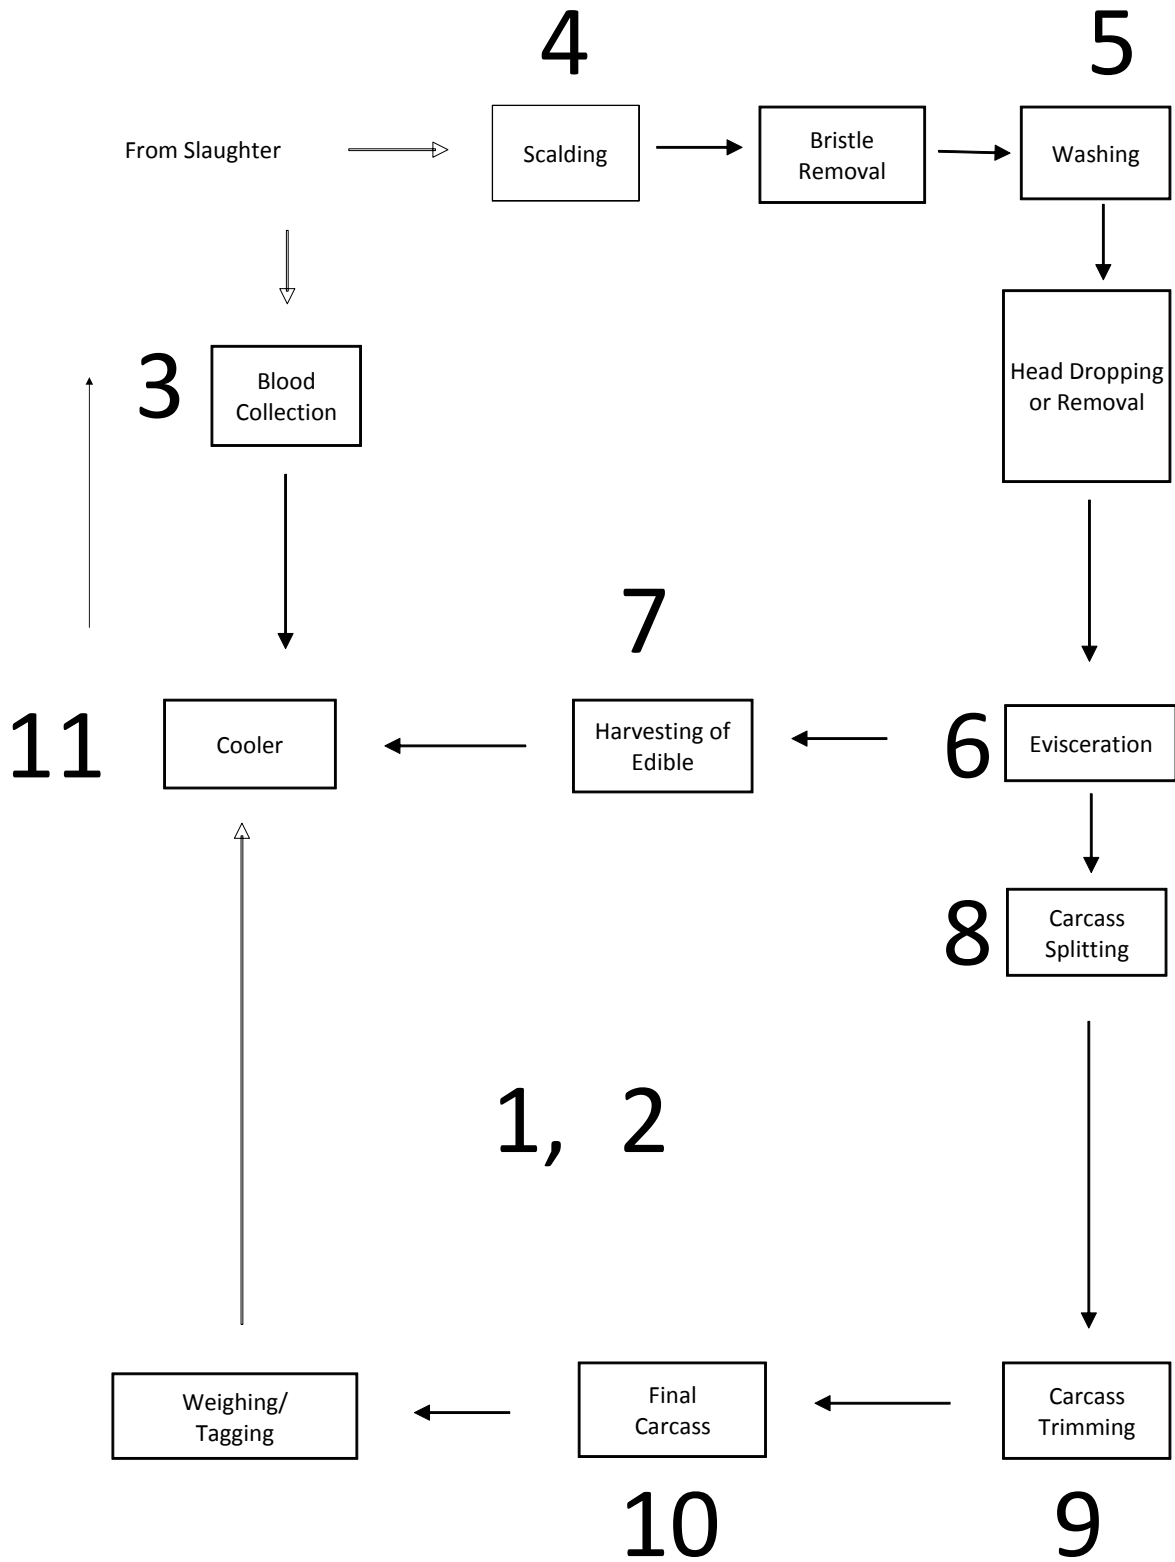 4
5
From Slaughter
Scalding
Bristle
Removal
Washing
3
Blood
Collection
Head Dropping
or Removal
7
11
Cooler
Harvesting of
Edible
6
Evisceration
8
Carcass
Splitting
1, 2
Weighing/
Tagging
Final
Carcass
Carcass
Trimming
10
9